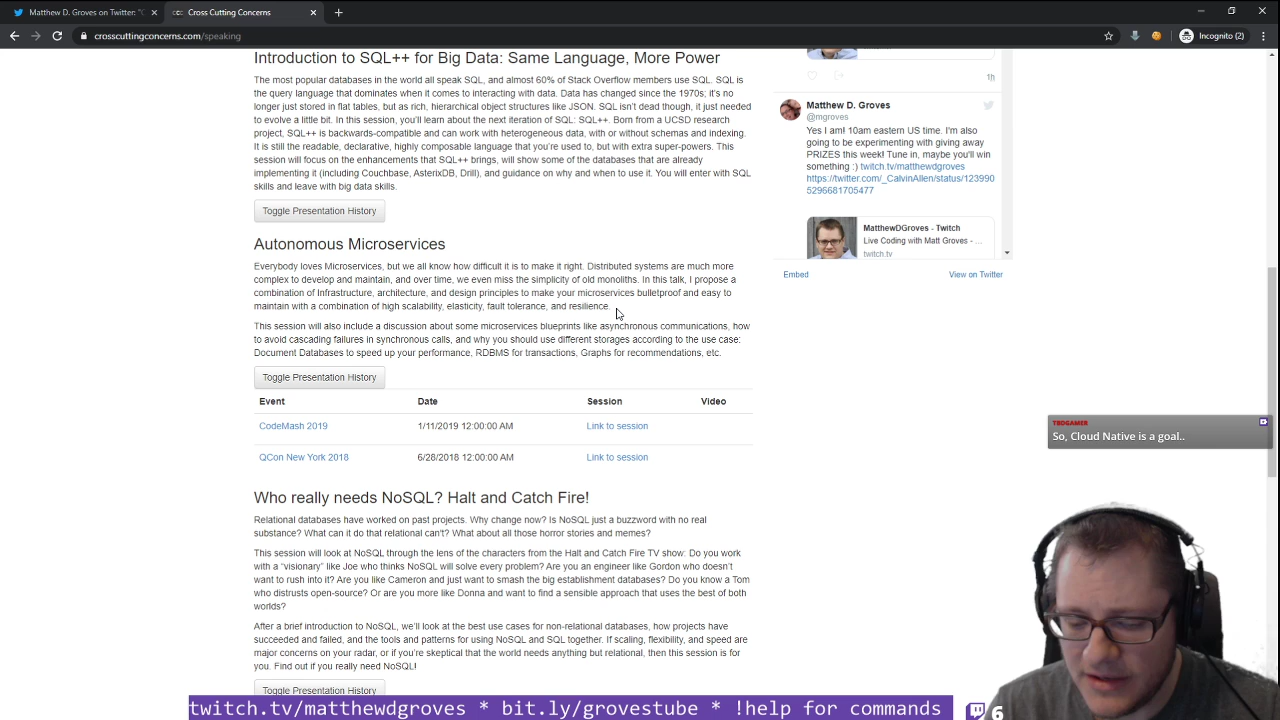 Matthew D. Groves on Twitter: "
Cross Cutting Concerns
crosscuttingconcerns.com/speaking
Incognito (2)
Introduction to SQL++ for Big Data: Same Language, More Power
The most popular databases in the world all speak SQL, and almost 60% of Stack Overflow members use SQL. SQL is
the query language that dominates when it comes to interacting with data. Data has changed since the 1970s; it's no
longer just stored in flat tables, but as rich, hierarchical object structures like JSON. SQL isn't dead though, it just needed
to evolve a little bit. In this session, you'll learn about the next iteration of SQL: SQL++. Born from a UCSD research
project, SQL++ is backwards-compatible and can work with heterogeneous data, with or without schemas and indexing.
It is still the readable, declarative, highly composable language that you're used to, but with extra super-powers. This
session will focus on the enhancements that SQL++ brings, will show some of the databases that are already
implementing it (including Couchbase, AsterixDB, Drill), and guidance on why and when to use it. You will enter with SQL
skills and leave with big data skills.
Toggle Presentation History
Autonomous Microservices
Everybody loves Microservices, but we all know how difficult it is to make it right. Distributed systems are much more
complex to develop and maintain, and over time, we even miss the simplicity of old monoliths. In this talk, I propose a
combination of Infrastructure, architecture, and design principles to make your microservices bulletproof and easy to
maintain with a combination of high scalability, elasticity, fault tolerance, and resilience.
This session will also include a discussion about some microservices blueprints like asynchronous communications, how
to avoid cascading failures in synchronous calls, and why you should use different storages according to the use case:
Document Databases to speed up your performance, RDBMS for transactions, Graphs for recommendations, etc.
Toggle Presentation History
Event Date Session Video
CodeMash 2019 1/11/2019 12:00:00 AM Link to session
QCon New York 2018 6/28/2018 12:00:00 AM Link to session
Who really needs NoSQL? Halt and Catch Fire!
Relational databases have worked on past projects. Why change now? Is NoSQL just a buzzword with no real
substance? What can it do that relational can't? What about all those horror stories and memes?
This session will look at NoSQL through the lens of the characters from the Halt and Catch Fire TV show: Do you work
with a "visionary" like Joe who thinks NoSQL will solve every problem? Are you an engineer like Gordon who doesn't
want to rush into it? Are you like Cameron and just want to smash the big establishment databases? Do you know a Tom
who distrusts open-source? Or are you more like Donna and want to find a sensible approach that uses the best of both
worlds?
After a brief introduction to NoSQL, we'll look at the best use cases for non-relational databases, how projects have
succeeded and failed, and the tools and patterns for using NoSQL and SQL together. If scaling, flexibility, and speed are
major concerns on your radar, or if you're skeptical that the world needs anything but relational, then this session is for
you. Find out if you really need NoSQL!
Toggle Presentation History
1h
Matthew D. Groves
@mgroves
Yes I am! 10am eastern US time. I'm also
going to be experimenting with giving away
PRIZES this week! Tune in, maybe you'll win
something :) twitch.tv/matthewdgroves
https://twitter.com/_CalvinAllen/status/123990
5296681705477
MatthewDGroves - Twitch
Live Coding with Matt Groves - ...
twitch.tv
Embed View on Twitter
TBDGAMER
So, Cloud Native is a goal..
twitch.tv/matthewdgroves * bit.ly/grovestube * !help for commands
6